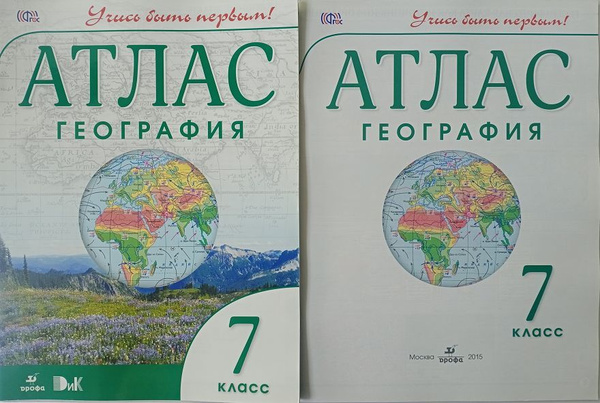 Учись быть первым!
АТЛАС
ГЕОГРАФИЯ
7
КЛАСС
дрофа ДиК
Учись быть первым!
АТЛАС
ГЕОГРАФИЯ
7
КЛАСС
Москва дрофа 2015